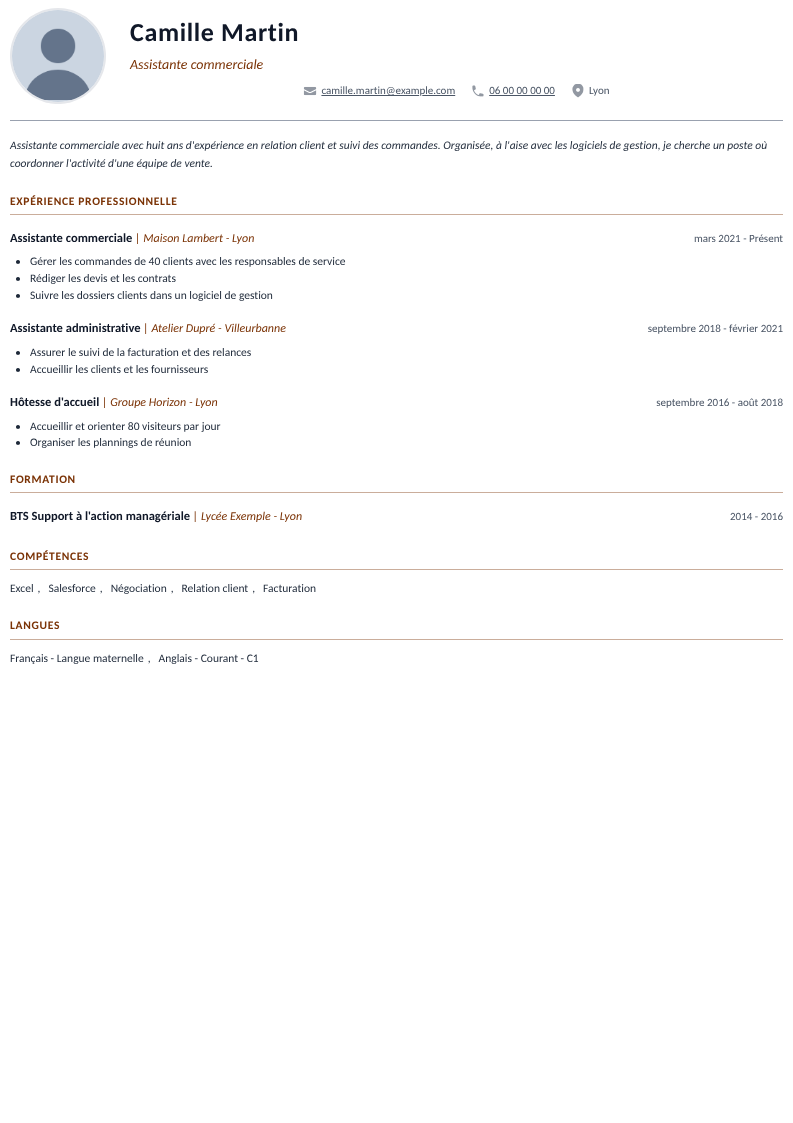 Camille Martin
Assistante commerciale
camille.martin@example.com 06 00 00 00 00 Lyon
Assistante commerciale avec huit ans d'expérience en relation client et suivi des commandes. Organisée, à l'aise avec les logiciels de gestion, je cherche un poste où
coordonner l'activité d'une équipe de vente.
EXPÉRIENCE PROFESSIONNELLE
Assistante commerciale | Maison Lambert - Lyon mars 2021 - Présent
• Gérer les commandes de 40 clients avec les responsables de service
• Rédiger les devis et les contrats
• Suivre les dossiers clients dans un logiciel de gestion
Assistante administrative | Atelier Dupré - Villeurbanne septembre 2018 - février 2021
• Assurer le suivi de la facturation et des relances
• Accueillir les clients et les fournisseurs
Hôtesse d'accueil | Groupe Horizon - Lyon septembre 2016 - août 2018
• Accueillir et orienter 80 visiteurs par jour
• Organiser les plannings de réunion
FORMATION
BTS Support à l'action managériale | Lycée Exemple - Lyon 2014 - 2016
COMPÉTENCES
Excel , Salesforce , Négociation , Relation client , Facturation
LANGUES
Français - Langue maternelle , Anglais - Courant - C1